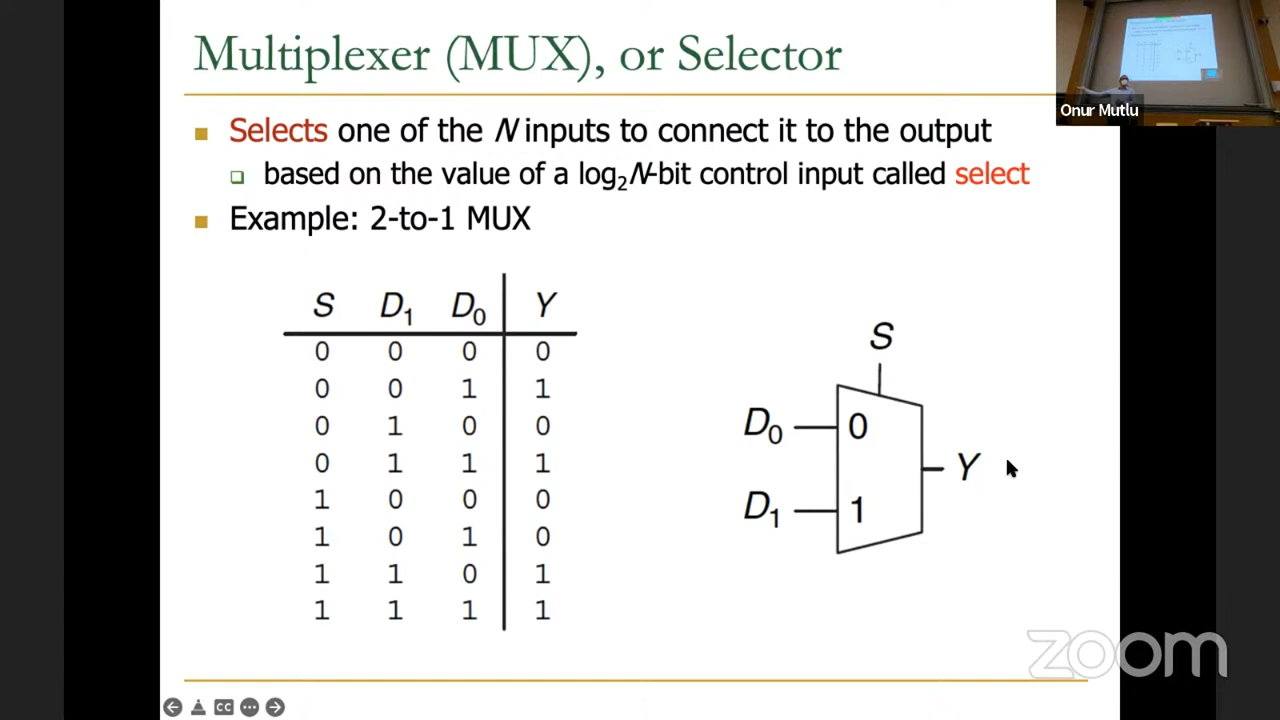 Multiplexer (MUX), or Selector
Onur Mutlu
Selects one of the N inputs to connect it to the output
based on the value of a log₂N-bit control input called select
Example: 2-to-1 MUX
S D₁ D₀ Y
0 0 0 0
0 0 1 1
0 1 0 0
0 1 1 1
1 0 0 0
1 0 1 0
1 1 0 1
1 1 1 1
S
D₀ 0
Y
D₁ 1
zoom
CC